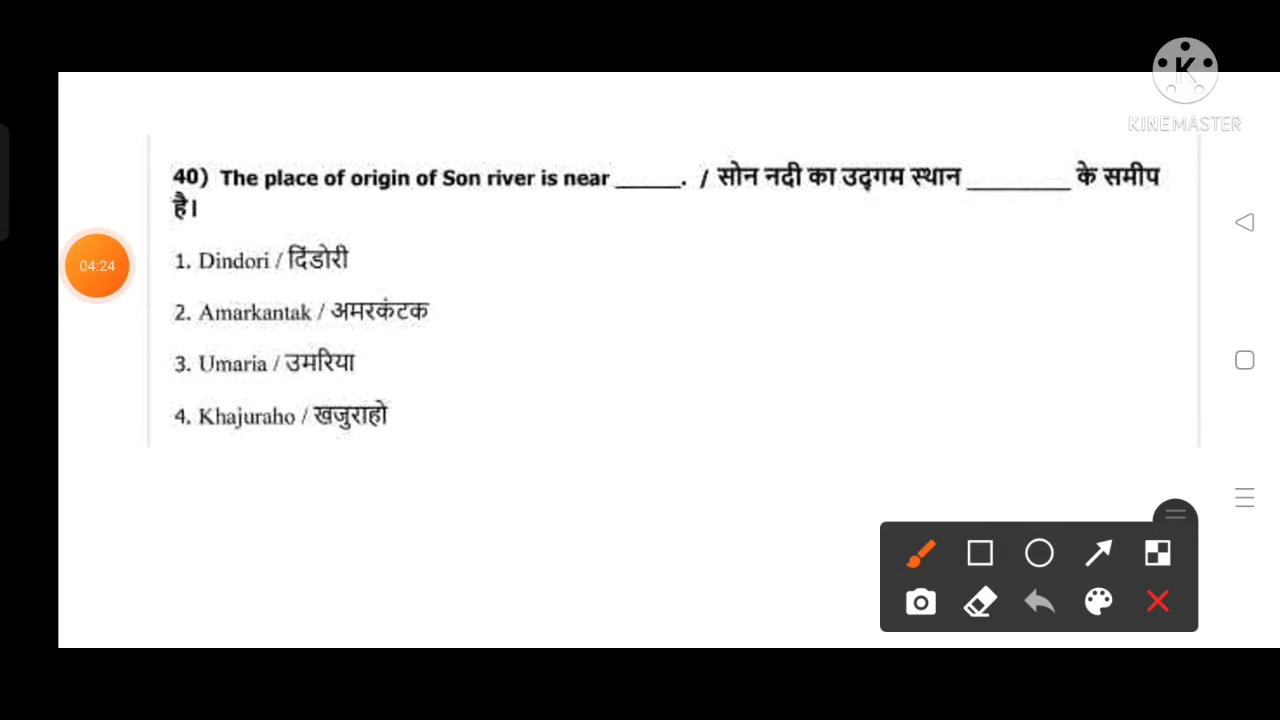 KINEMASTER
40) The place of origin of Son river is near ______. / सोन नदी का उद्गम स्थान _________ के समीप
है।
04:24
1. Dindori / दिंडोरी
2. Amarkantak / अमरकंटक
3. Umaria / उमरिया
4. Khajuraho / खजुराहो